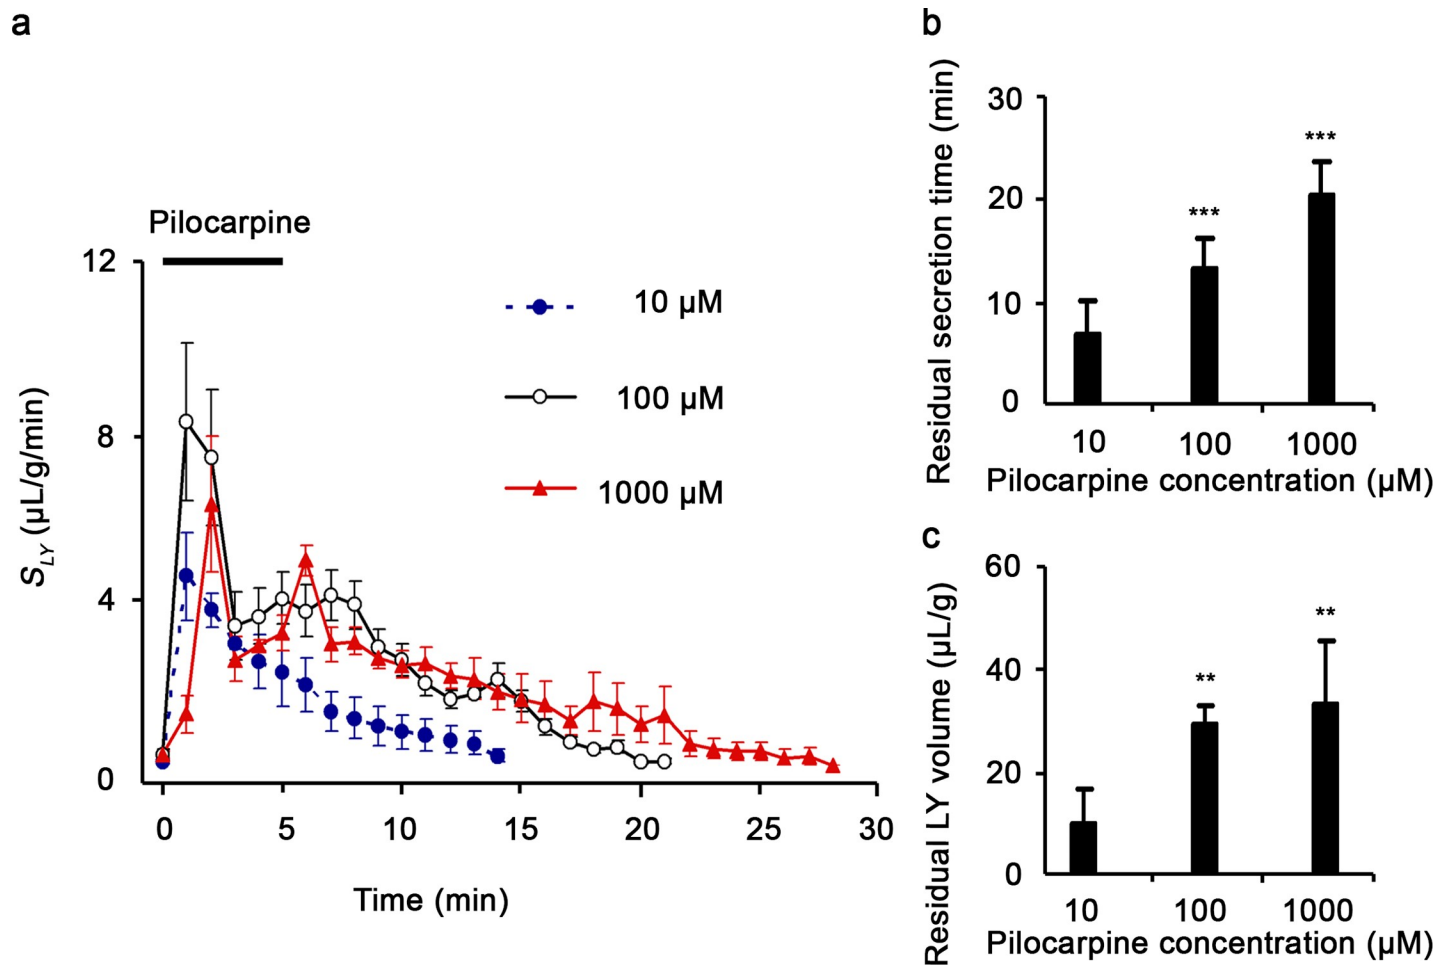 a
Pilocarpine
12
8
4
0
S_LY (µL/g/min)
10 µM
100 µM
1000 µM
0 5 10 15 20 25 30
Time (min)
b
Residual secretion time (min)
30
20
10
0
***
***
10 100 1000
Pilocarpine concentration (µM)
c
Residual LY volume (µL/g)
60
40
20
0
**
**
10 100 1000
Pilocarpine concentration (µM)